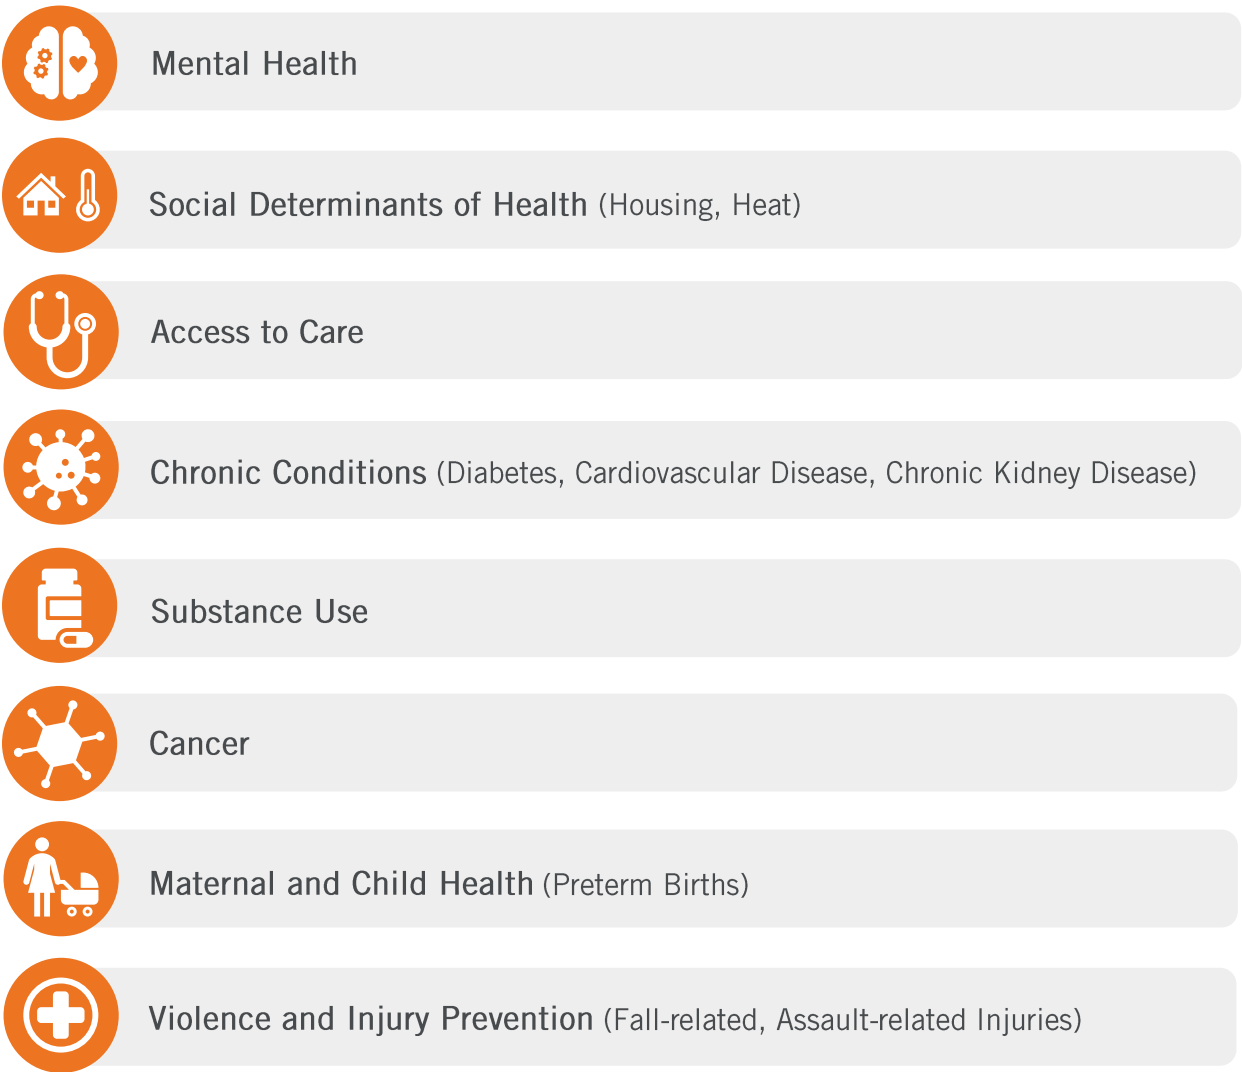 Mental Health
Social Determinants of Health (Housing, Heat)
Access to Care
Chronic Conditions (Diabetes, Cardiovascular Disease, Chronic Kidney Disease)
Substance Use
Cancer
Maternal and Child Health (Preterm Births)
Violence and Injury Prevention (Fall-related, Assault-related Injuries)